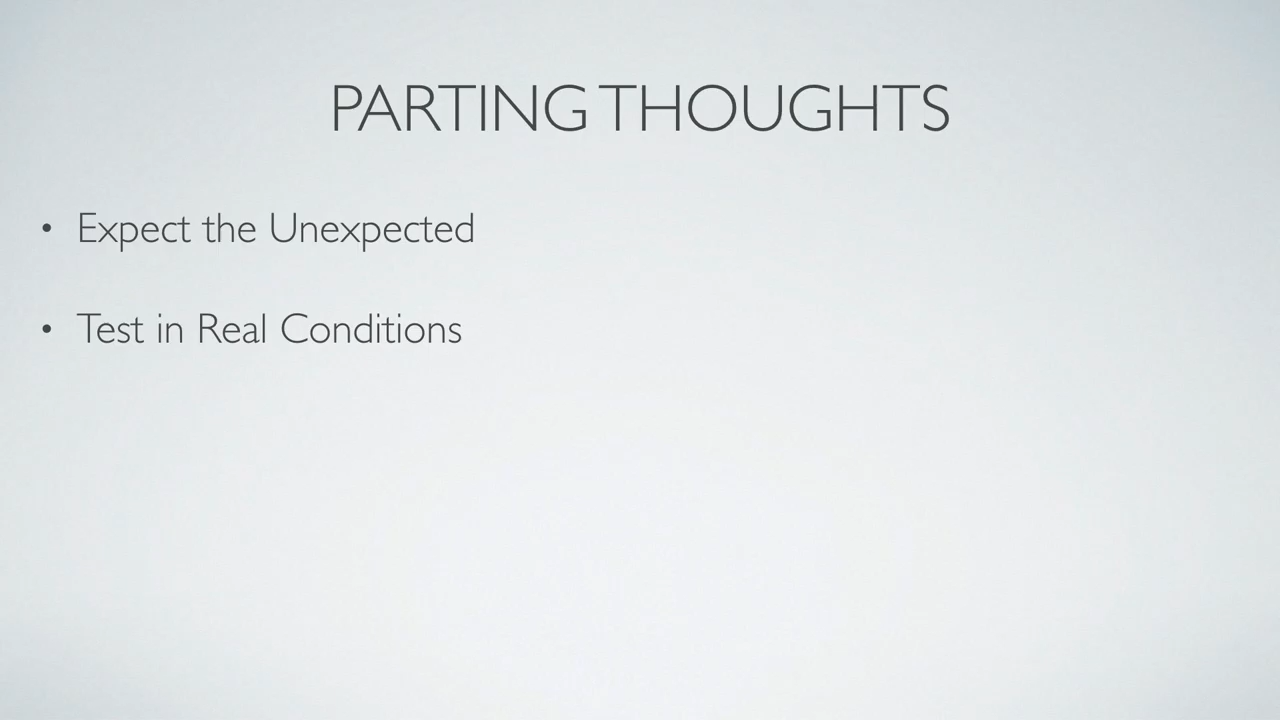 PARTING THOUGHTS
• Expect the Unexpected
• Test in Real Conditions